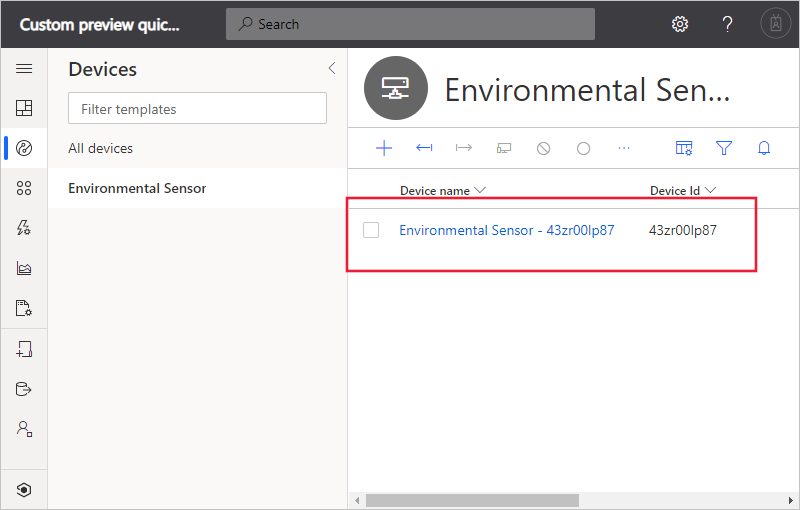 Custom preview quic...
Search
?
Devices
Filter templates
All devices
Environmental Sensor
Environmental Sen...
Device name
Device Id
Environmental Sensor - 43zr00lp87
43zr00lp87